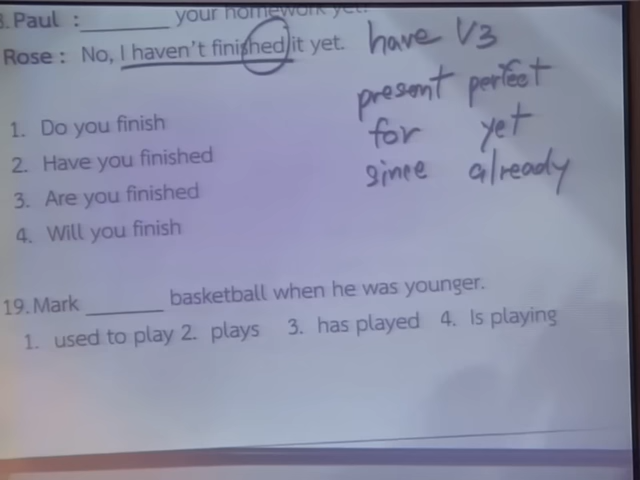 8. Paul : ________ your homework yet?
Rose : No, I haven't finished it yet. have V3
present perfect
for yet
since already
1. Do you finish
2. Have you finished
3. Are you finished
4. Will you finish
19. Mark _______ basketball when he was younger.
1. used to play 2. plays 3. has played 4. Is playing